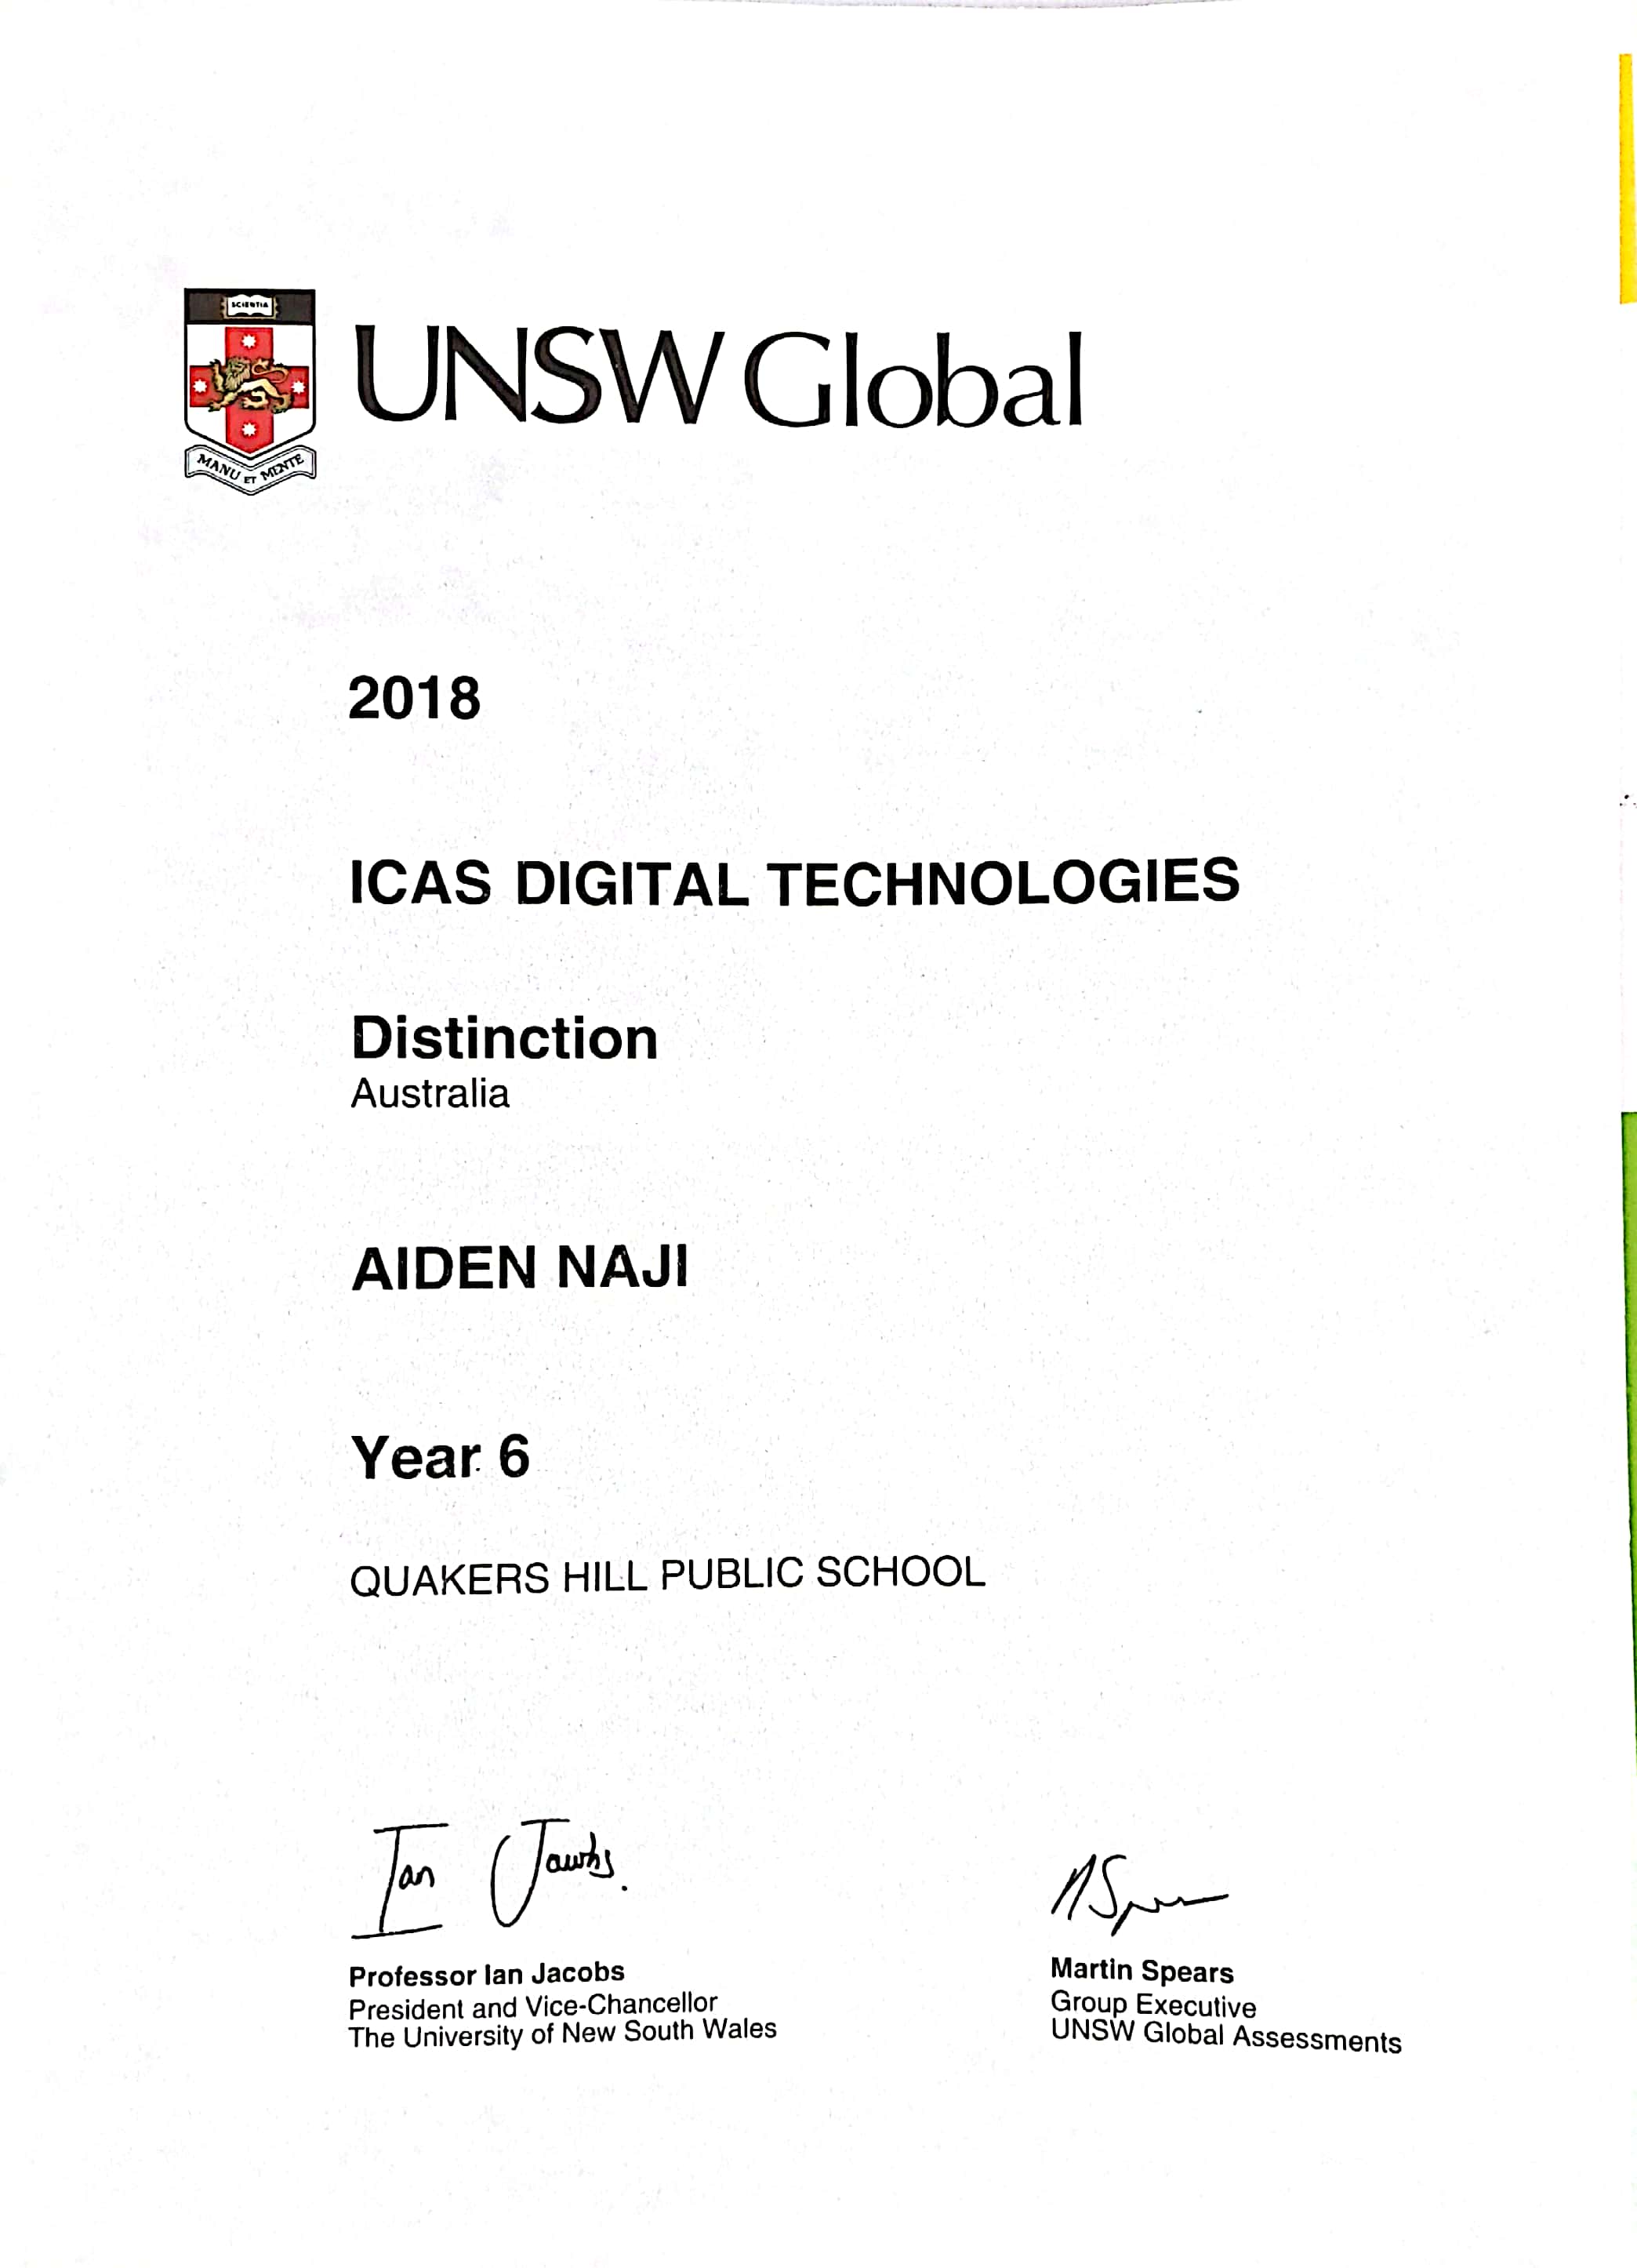 SCIENTIA
MANU ET MENTE
UNSW Global
2018
ICAS DIGITAL TECHNOLOGIES
Distinction
Australia
AIDEN NAJI
Year 6
QUAKERS HILL PUBLIC SCHOOL
Ian Jacobs.
Professor Ian Jacobs
President and Vice-Chancellor
The University of New South Wales
Martin Spears
Group Executive
UNSW Global Assessments